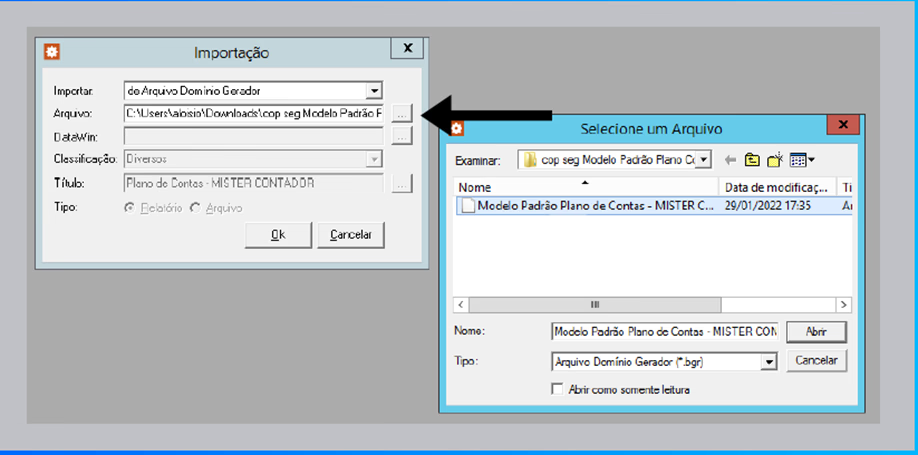 Importação
x
Importar: de Arquivo Domínio Gerador
Arquivo: C:\Users\aloisio\Downloads\cop seg Modelo Padrão P ...
DataWin: ...
Classificação: Diversos
Título: Plano de Contas - MISTER CONTADOR ...
Tipo: Relatório Arquivo
Ok Cancelar
Selecione um Arquivo
x
Examinar: cop seg Modelo Padrão Plano Co
Nome Data de modificaç... Ti
Modelo Padrão Plano de Contas - MISTER C... 29/01/2022 17:35 Ar
Nome: Modelo Padrão Plano de Contas - MISTER CON Abrir
Tipo: Arquivo Domínio Gerador (*.bgr) Cancelar
Abrir como somente leitura